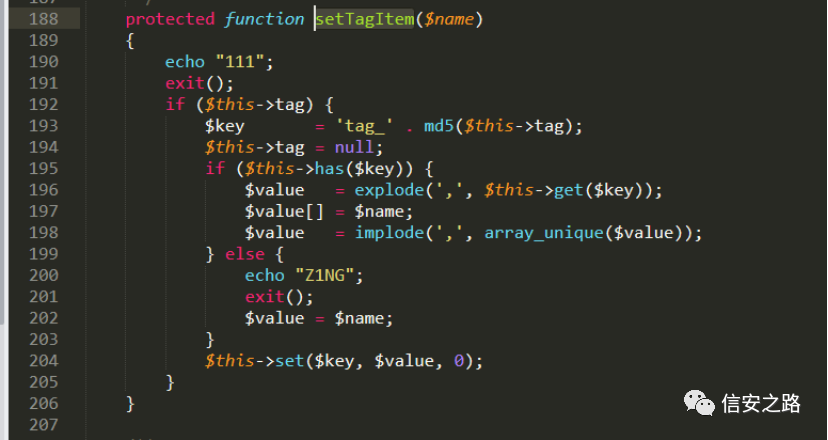 188 protected function setTagItem($name)
189 {
190 echo "111";
191 exit();
192 if ($this->tag) {
193 $key = 'tag_' . md5($this->tag);
194 $this->tag = null;
195 if ($this->has($key)) {
196 $value = explode(',', $this->get($key));
197 $value[] = $name;
198 $value = implode(',', array_unique($value));
199 } else {
200 echo "Z1NG";
201 exit();
202 $value = $name;
203 }
204 $this->set($key, $value, 0);
205 }
206 }
207
信安之路